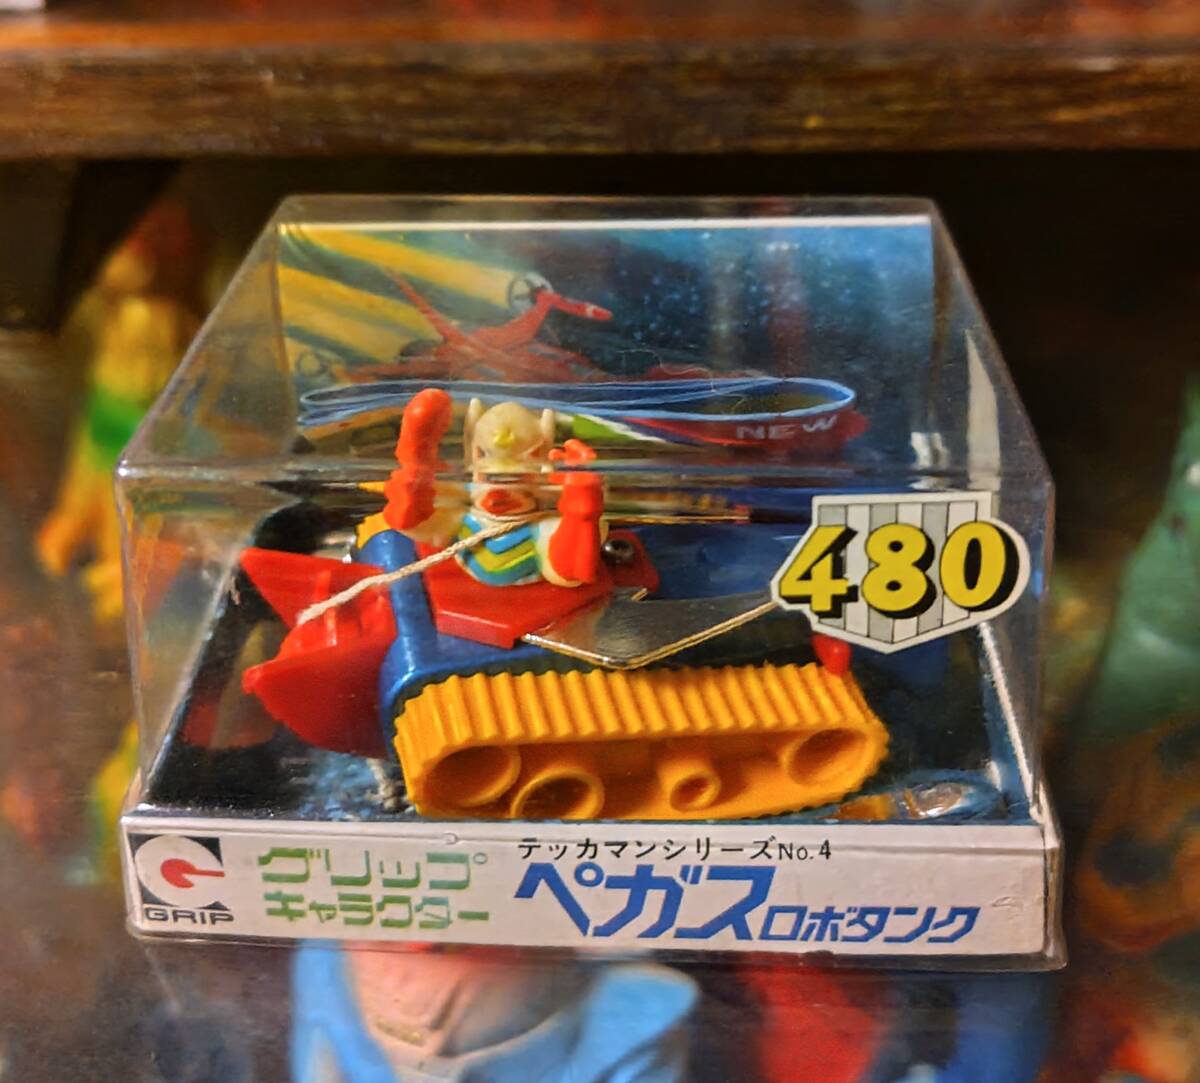 NEW
480
GRIP
グリップ
キャラクター
テッカマンシリーズNo.4
ペガス ロボタンク